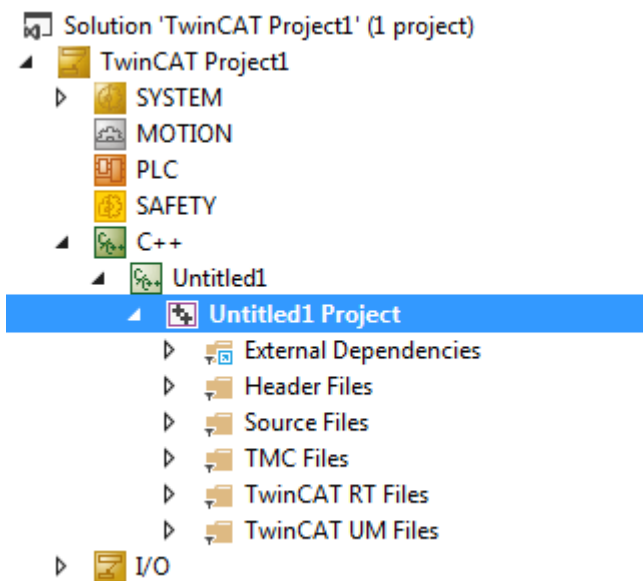 Solution 'TwinCAT Project1' (1 project)
TwinCAT Project1
SYSTEM
MOTION
PLC
SAFETY
C++
Untitled1
Untitled1 Project
External Dependencies
Header Files
Source Files
TMC Files
TwinCAT RT Files
TwinCAT UM Files
I/O